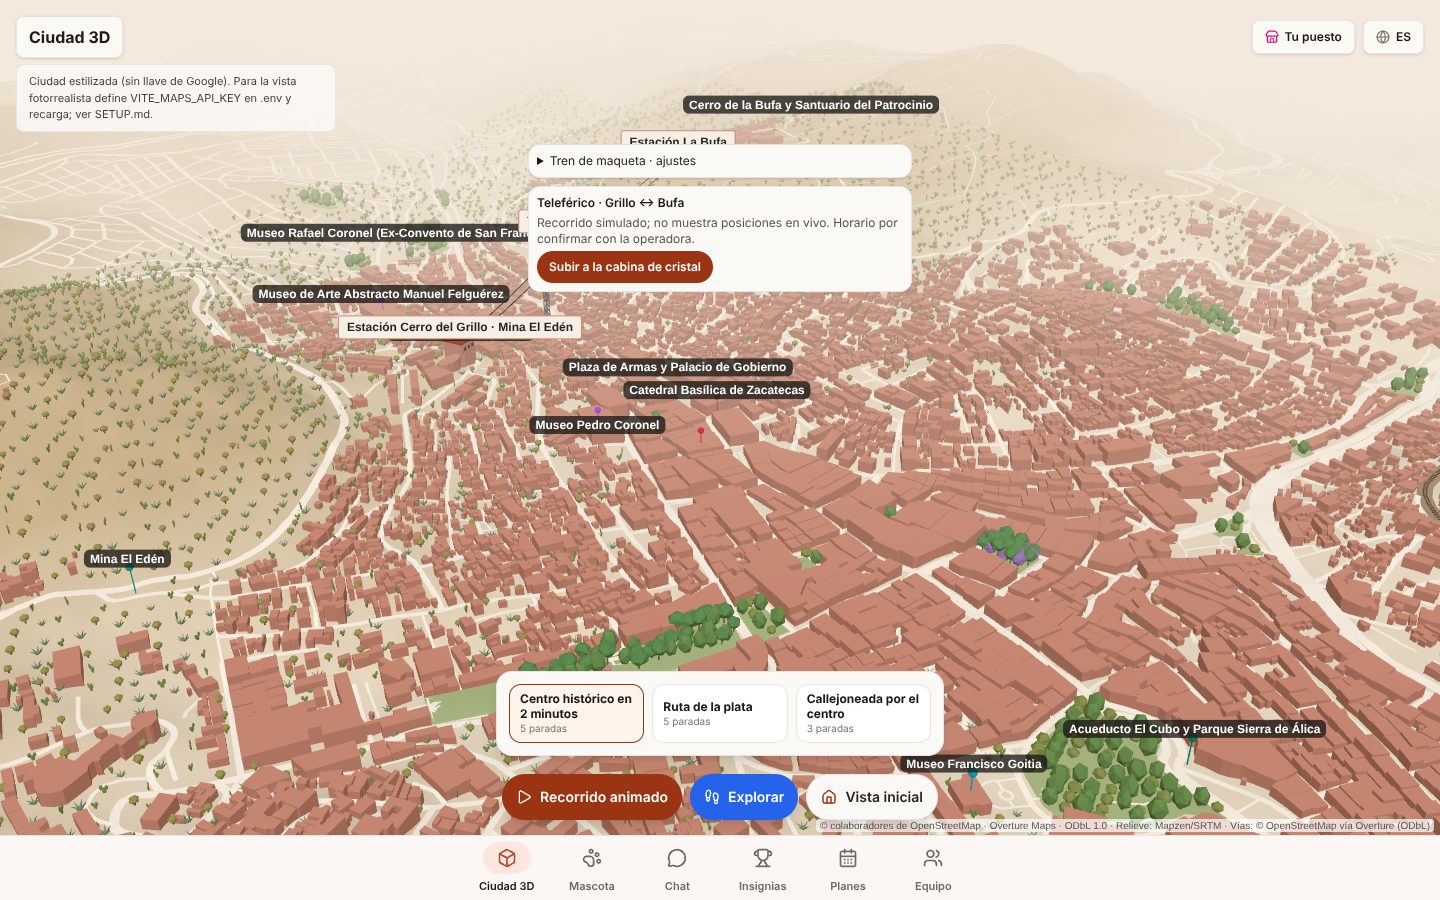 Ciudad 3D
Tu puesto
ES
Ciudad estilizada (sin llave de Google). Para la vista
fotorrealista define VITE_MAPS_API_KEY en .env y
recarga; ver SETUP.md.
Cerro de la Bufa y Santuario del Patrocinio
Estación La Bufa
Tren de maqueta · ajustes
Teleférico · Grillo ↔ Bufa
Recorrido simulado; no muestra posiciones en vivo. Horario por
confirmar con la operadora.
Subir a la cabina de cristal
Museo Rafael Coronel (Ex-Convento de San Fran
Museo de Arte Abstracto Manuel Felguérez
Estación Cerro del Grillo · Mina El Edén
Plaza de Armas y Palacio de Gobierno
Catedral Basílica de Zacatecas
Museo Pedro Coronel
Mina El Edén
Centro histórico en
2 minutos
5 paradas
Ruta de la plata
5 paradas
Callejoneada por el
centro
3 paradas
Acueducto El Cubo y Parque Sierra de Álica
Museo Francisco Goitia
Recorrido animado
Explorar
Vista inicial
© colaboradores de OpenStreetMap · Overture Maps · ODbL 1.0 · Relieve: Mapzen/SRTM · Vías: © OpenStreetMap vía Overture (ODbL)
Ciudad 3D
Mascota
Chat
Insignias
Planes
Equipo